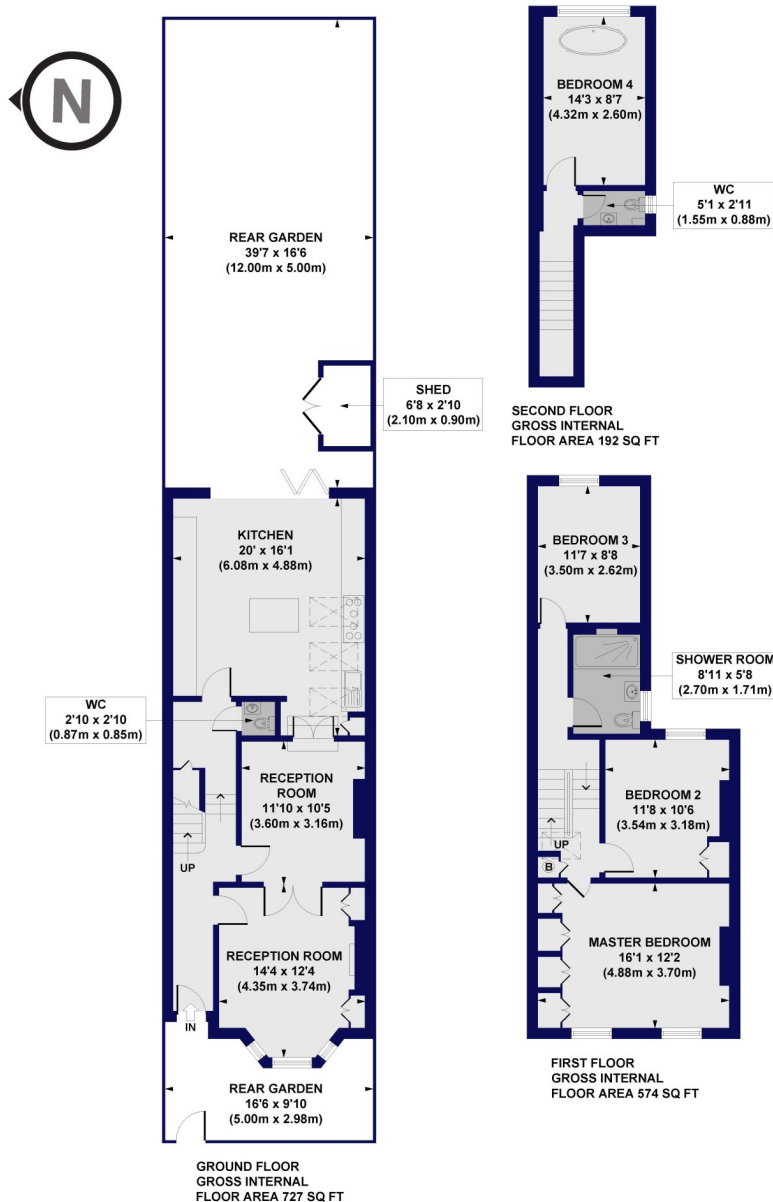 N
REAR GARDEN
39'7 x 16'6
(12.00m x 5.00m)
SHED
6'8 x 2'10
(2.10m x 0.90m)
KITCHEN
20' x 16'1
(6.08m x 4.88m)
WC
2'10 x 2'10
(0.87m x 0.85m)
RECEPTION
ROOM
11'10 x 10'5
(3.60m x 3.16m)
UP
RECEPTION ROOM
14'4 x 12'4
(4.35m x 3.74m)
IN
REAR GARDEN
16'6 x 9'10
(5.00m x 2.98m)
GROUND FLOOR
GROSS INTERNAL
FLOOR AREA 727 SQ FT
BEDROOM 4
14'3 x 8'7
(4.32m x 2.60m)
WC
5'1 x 2'11
(1.55m x 0.88m)
SECOND FLOOR
GROSS INTERNAL
FLOOR AREA 192 SQ FT
BEDROOM 3
11'7 x 8'8
(3.50m x 2.62m)
SHOWER ROOM
8'11 x 5'8
(2.70m x 1.71m)
BEDROOM 2
11'8 x 10'6
(3.54m x 3.18m)
UP
B
MASTER BEDROOM
16'1 x 12'2
(4.88m x 3.70m)
FIRST FLOOR
GROSS INTERNAL
FLOOR AREA 574 SQ FT